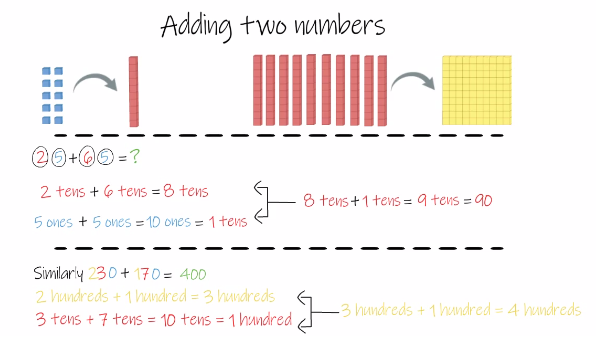 Adding two numbers
25+65=?
2 tens + 6 tens = 8 tens
5 ones + 5 ones = 10 ones = 1 tens
8 tens + 1 tens = 9 tens = 90
Similarly 230 + 170 = 400
2 hundreds + 1 hundred = 3 hundreds
3 tens + 7 tens = 10 tens = 1 hundred
3 hundreds + 1 hundred = 4 hundreds